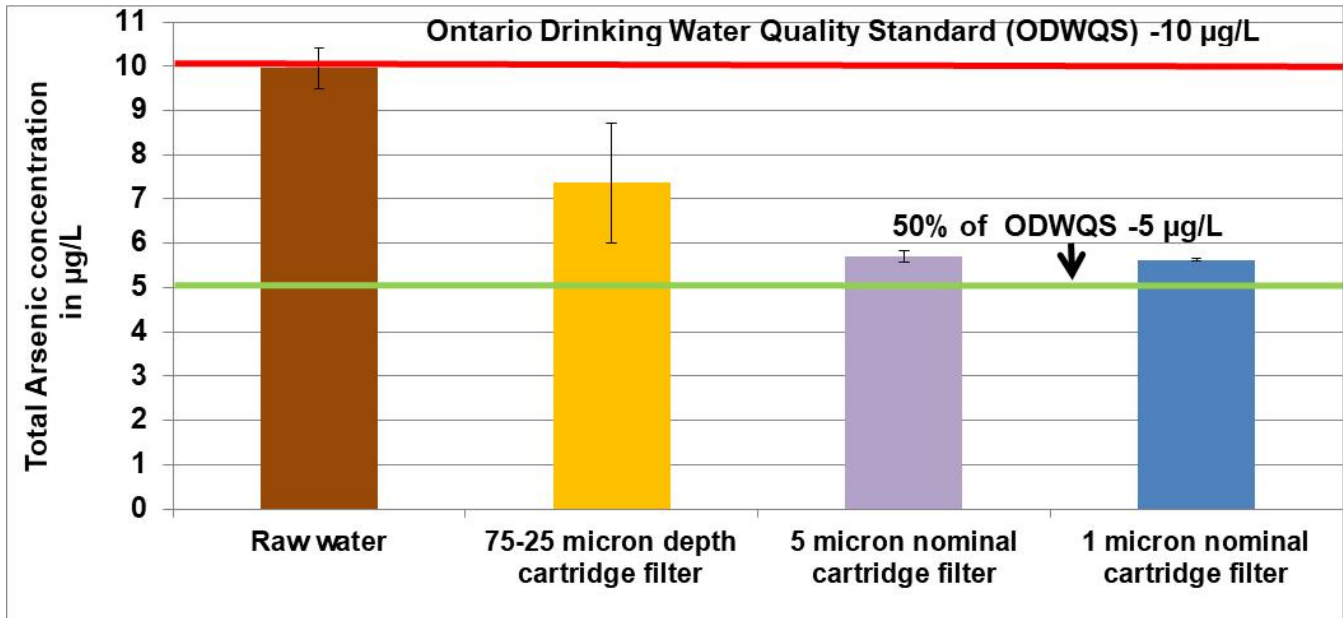 Ontario Drinking Water Quality Standard (ODWQS) -10 µg/L
Total Arsenic concentration
in µg/L
11
10
9
8
7
6
5
4
3
2
1
0
50% of ODWQS -5 µg/L
Raw water
75-25 micron depth
cartridge filter
5 micron nominal
cartridge filter
1 micron nominal
cartridge filter